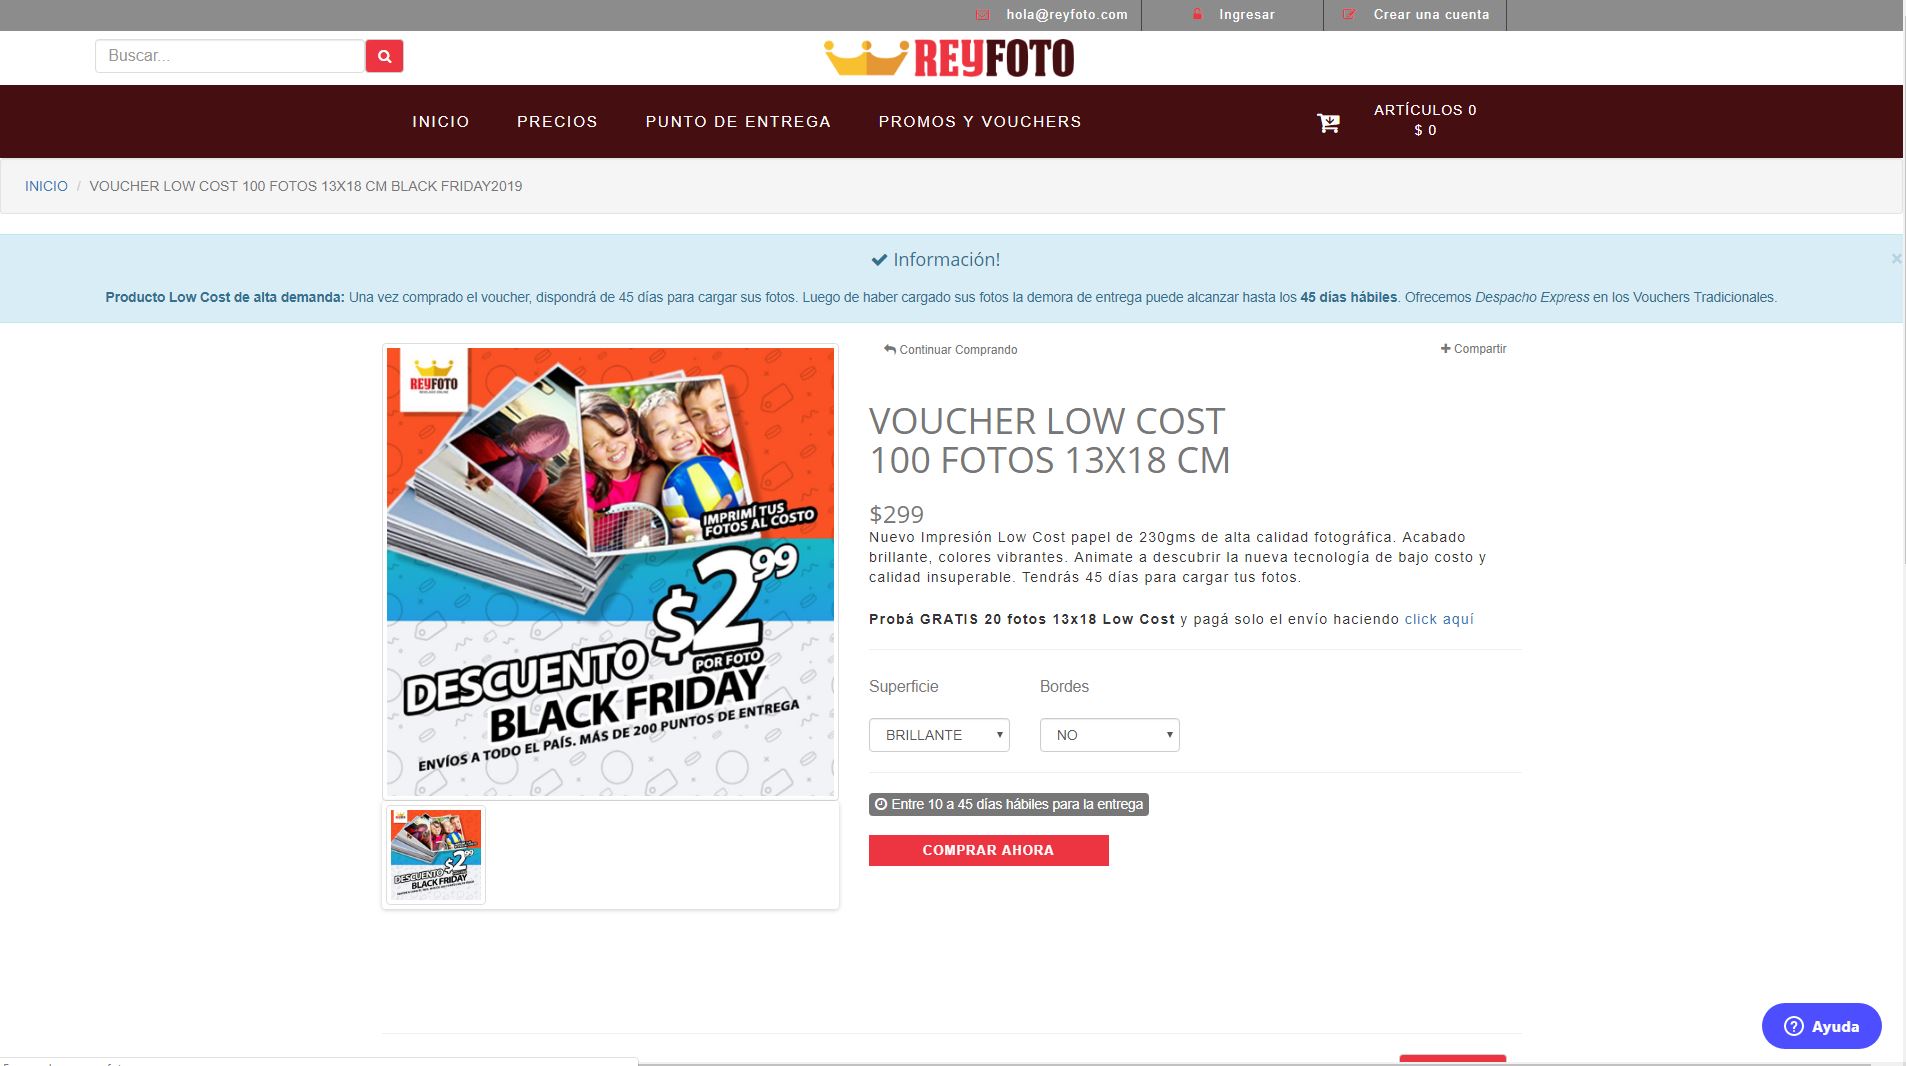 hola@reyfoto.com
Ingresar
Crear una cuenta
Buscar...
REYFOTO
INICIO
PRECIOS
PUNTO DE ENTREGA
PROMOS Y VOUCHERS
ARTÍCULOS 0
$ 0
INICIO / VOUCHER LOW COST 100 FOTOS 13X18 CM BLACK FRIDAY2019
Información!
×
Producto Low Cost de alta demanda: Una vez comprado el voucher, dispondrá de 45 días para cargar sus fotos. Luego de haber cargado sus fotos la demora de entrega puede alcanzar hasta los 45 días hábiles. Ofrecemos Despacho Express en los Vouchers Tradicionales.
REYFOTO
IMPRIMÍ TUS
FOTOS AL COSTO
$2.99
POR FOTO
DESCUENTO
BLACK FRIDAY
ENVÍOS A TODO EL PAÍS. MÁS DE 200 PUNTOS DE ENTREGA
$2.99
DESCUENTO
BLACK FRIDAY
Continuar Comprando
Compartir
VOUCHER LOW COST
100 FOTOS 13X18 CM
$299
Nuevo Impresión Low Cost papel de 230gms de alta calidad fotográfica. Acabado
brillante, colores vibrantes. Animate a descubrir la nueva tecnología de bajo costo y
calidad insuperable. Tendrás 45 días para cargar tus fotos.
Probá GRATIS 20 fotos 13x18 Low Cost y pagá solo el envío haciendo click aquí
Superficie
Bordes
BRILLANTE
NO
Entre 10 a 45 días hábiles para la entrega
COMPRAR AHORA
Ayuda